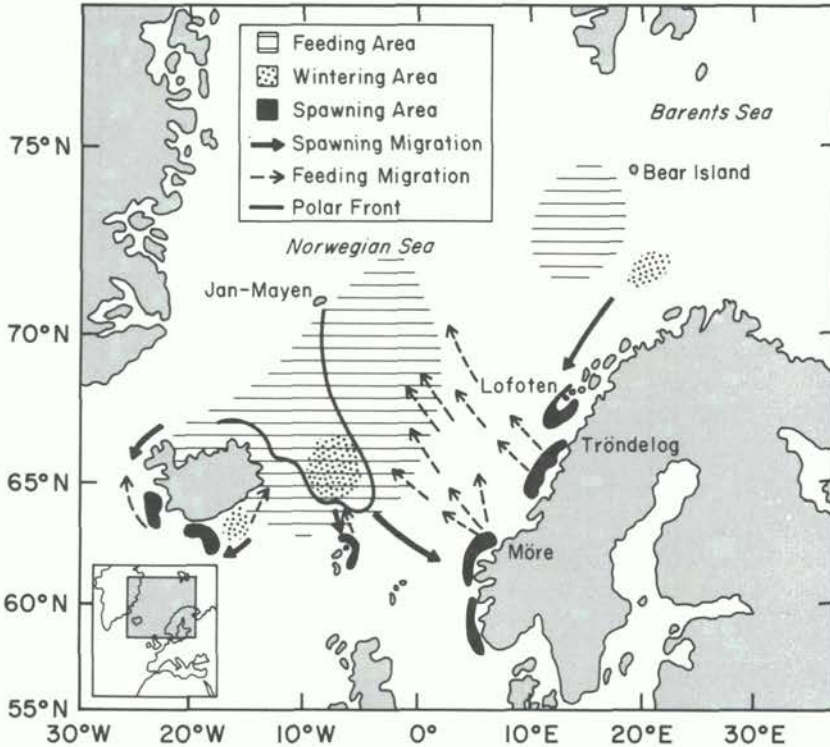 Feeding Area
Wintering Area
Spawning Area
Spawning Migration
Feeding Migration
Polar Front
Barents Sea
75°N
Bear Island
Norwegian Sea
Jan-Mayen
70°N
Lofoten
Tröndelog
65°N
Möre
60°N
55°N
30°W 20°W 10°W 0° 10°E 20°E 30°E